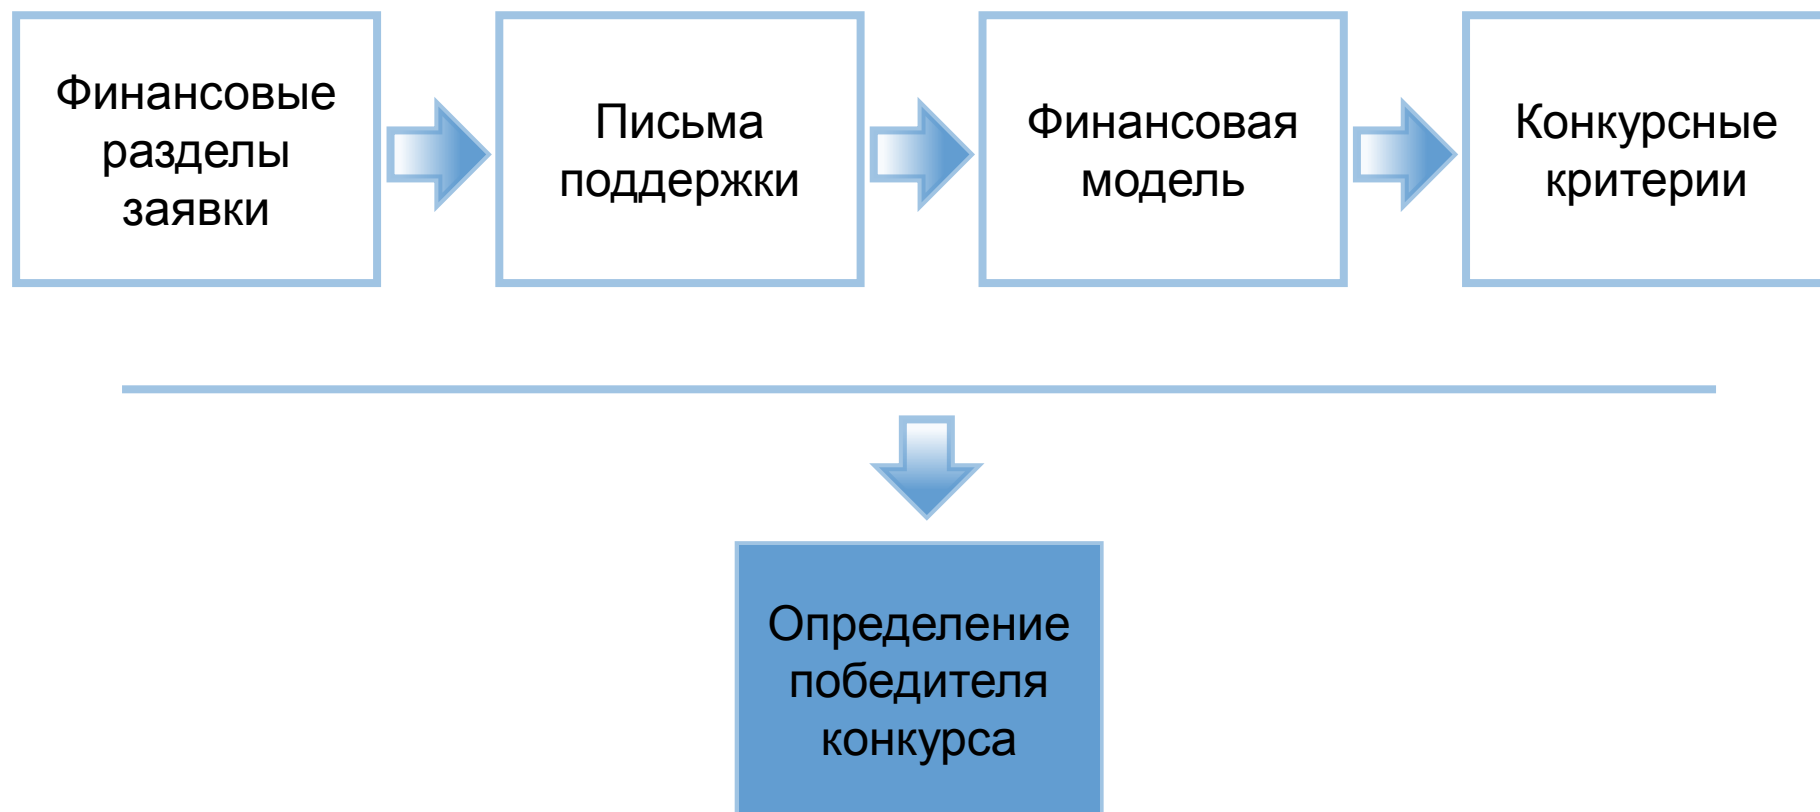 Финансовые
разделы
заявки
Письма
поддержки
Финансовая
модель
Конкурсные
критерии
Определение
победителя
конкурса